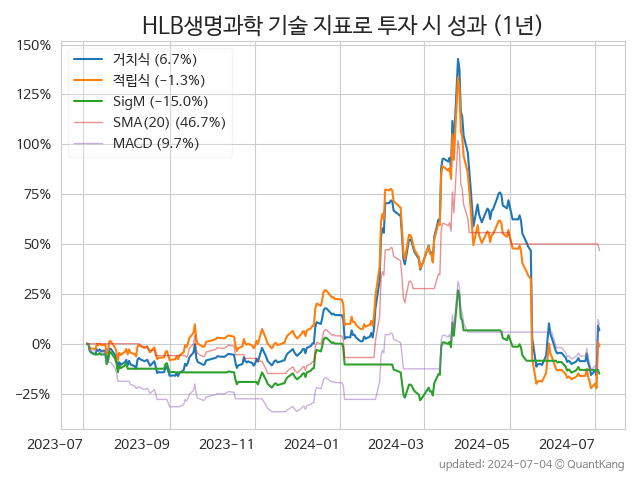 HLB생명과학 기술 지표로 투자 시 성과 (1년)
150%
125%
100%
75%
50%
25%
0%
−25%
거치식 (6.7%)
적립식 (−1.3%)
SigM (−15.0%)
SMA(20) (46.7%)
MACD (9.7%)
2023-07
2023-09
2023-11
2024-01
2024-03
2024-05
2024-07
updated: 2024-07-04 © QuantKang